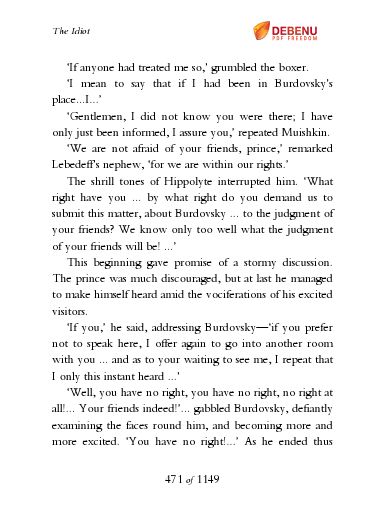 The Idiot
DEBENU
PDF FREEDOM
‘If anyone had treated me so,’ grumbled the boxer.
‘I mean to say that if I had been in Burdovsky’s
place...I...’
‘Gentlemen, I did not know you were there; I have
only just been informed, I assure you,’ repeated Muishkin.
‘We are not afraid of your friends, prince,’ remarked
Lebedeff’s nephew, ‘for we are within our rights.’
The shrill tones of Hippolyte interrupted him. ‘What
right have you ... by what right do you demand us to
submit this matter, about Burdovsky ... to the judgment of
your friends? We know only too well what the judgment
of your friends will be! ...’
This beginning gave promise of a stormy discussion.
The prince was much discouraged, but at last he managed
to make himself heard amid the vociferations of his excited
visitors.
‘If you,’ he said, addressing Burdovsky—‘if you prefer
not to speak here, I offer again to go into another room
with you ... and as to your waiting to see me, I repeat that
I only this instant heard ...’
‘Well, you have no right, you have no right, no right at
all!... Your friends indeed!’... gabbled Burdovsky, defiantly
examining the faces round him, and becoming more and
more excited. ‘You have no right!...’ As he ended thus
471 of 1149